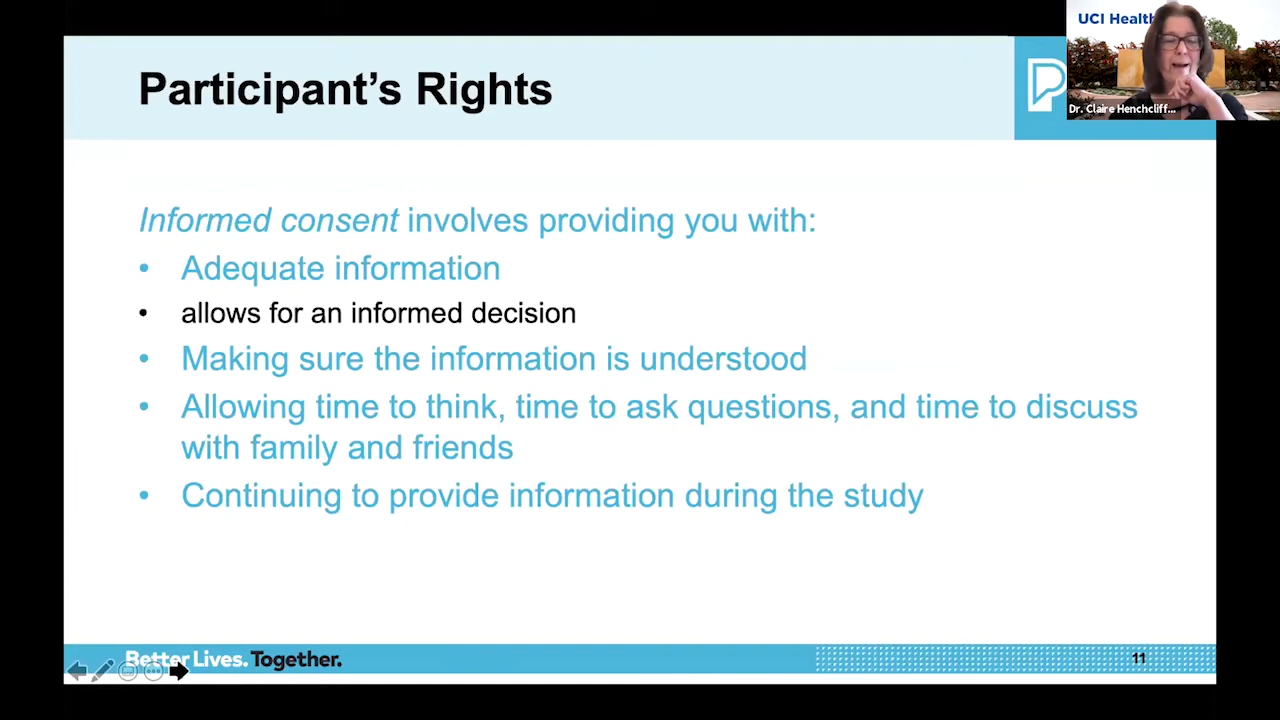 UCI Health
Dr. Claire Henchcliff...
Participant's Rights
Informed consent involves providing you with:
• Adequate information
• allows for an informed decision
• Making sure the information is understood
• Allowing time to think, time to ask questions, and time to discuss
with family and friends
• Continuing to provide information during the study
Better Lives. Together.
11